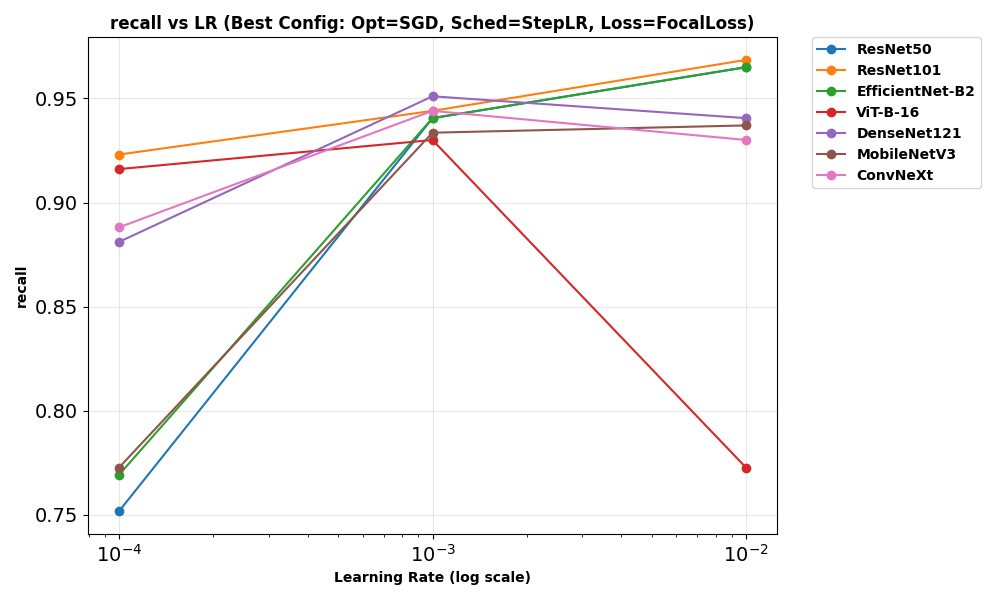 recall vs LR (Best Config: Opt=SGD, Sched=StepLR, Loss=FocalLoss)
ResNet50
ResNet101
EfficientNet-B2
ViT-B-16
DenseNet121
MobileNetV3
ConvNeXt
recall
0.95
0.90
0.85
0.80
0.75
10⁻⁴ 10⁻³ 10⁻²
Learning Rate (log scale)